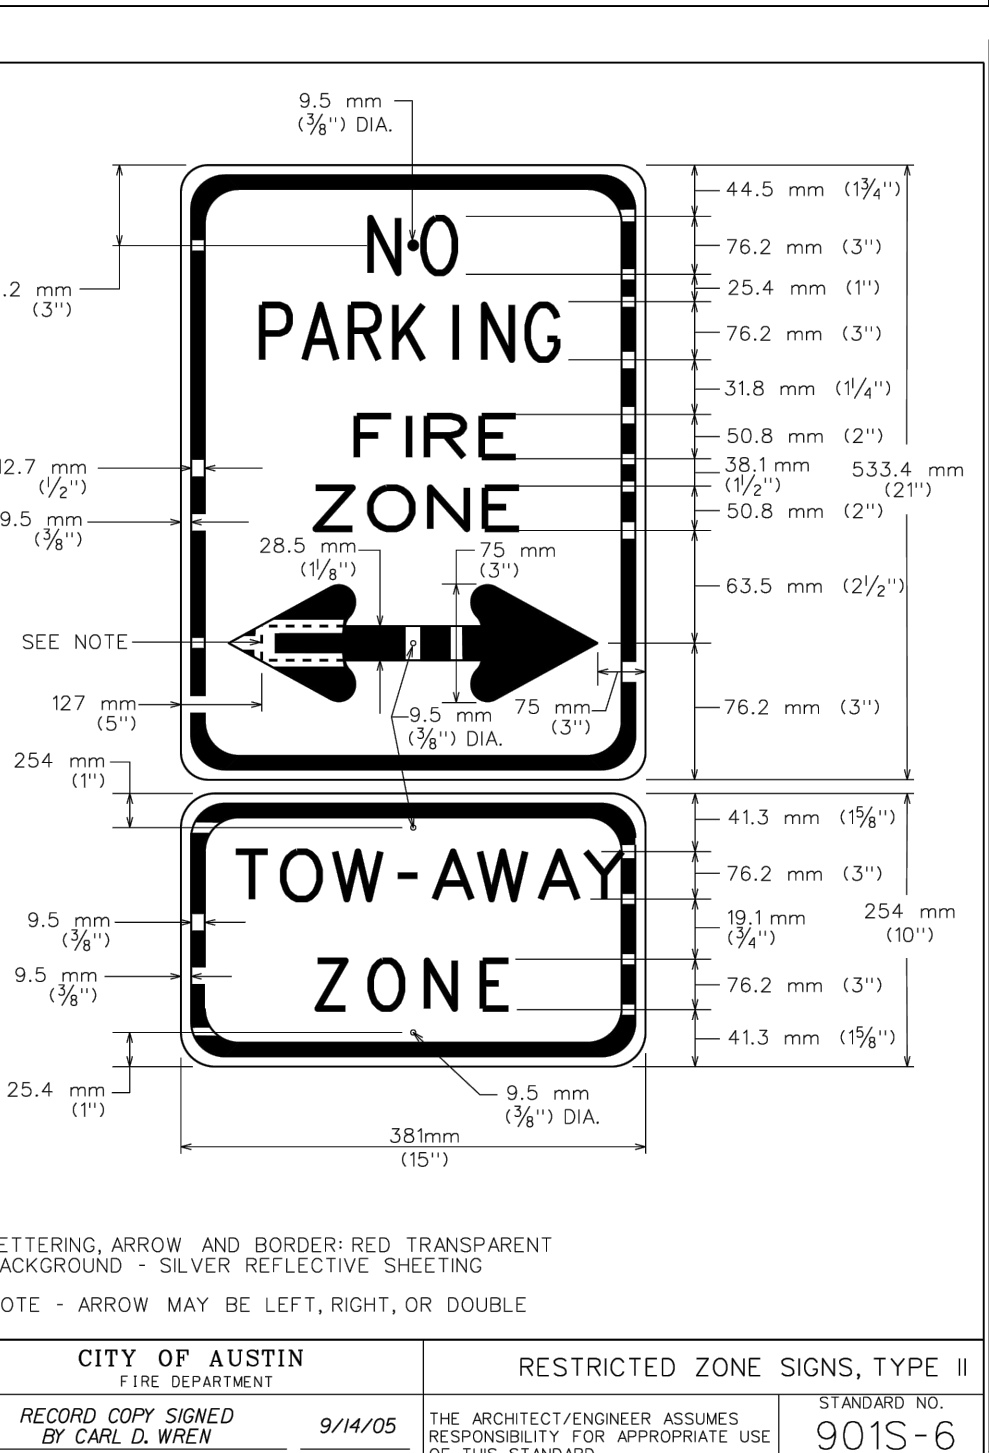 9.5 mm
(3/8") DIA.
44.5 mm (1 3/4")
NO
76.2 mm (3")
.2 mm
(3")
25.4 mm (1")
PARKING
76.2 mm (3")
31.8 mm (1 1/4")
FIRE
50.8 mm (2")
12.7 mm
(1/2")
38.1 mm
(1 1/2")
533.4 mm
(21")
ZONE
50.8 mm (2")
9.5 mm
(3/8")
28.5 mm
(1 1/8")
75 mm
(3")
63.5 mm (2 1/2")
SEE NOTE
127 mm
(5")
9.5 mm
(3/8") DIA.
75 mm
(3")
76.2 mm (3")
254 mm
(1")
41.3 mm (1 5/8")
TOW-AWAY
76.2 mm (3")
9.5 mm
(3/8")
19.1 mm
(3/4")
254 mm
(10")
9.5 mm
(3/8")
ZONE
76.2 mm (3")
41.3 mm (1 5/8")
25.4 mm
(1")
9.5 mm
(3/8") DIA.
381mm
(15")
ETTERING, ARROW AND BORDER: RED TRANSPARENT
ACKGROUND - SILVER REFLECTIVE SHEETING
OTE - ARROW MAY BE LEFT, RIGHT, OR DOUBLE
CITY OF AUSTIN
FIRE DEPARTMENT
RESTRICTED ZONE SIGNS, TYPE II
RECORD COPY SIGNED
BY CARL D. WREN
9/14/05
THE ARCHITECT/ENGINEER ASSUMES
RESPONSIBILITY FOR APPROPRIATE USE
OF THIS STANDARD
STANDARD NO.
901S-6